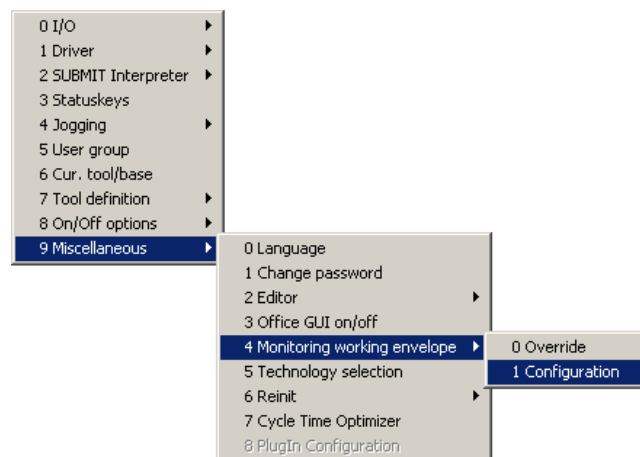 0 I/O
1 Driver
2 SUBMIT Interpreter
3 Statuskeys
4 Jogging
5 User group
6 Cur. tool/base
7 Tool definition
8 On/Off options
9 Miscellaneous
0 Language
1 Change password
2 Editor
3 Office GUI on/off
4 Monitoring working envelope
5 Technology selection
6 Reinit
7 Cycle Time Optimizer
8 PlugIn Configuration
0 Override
1 Configuration